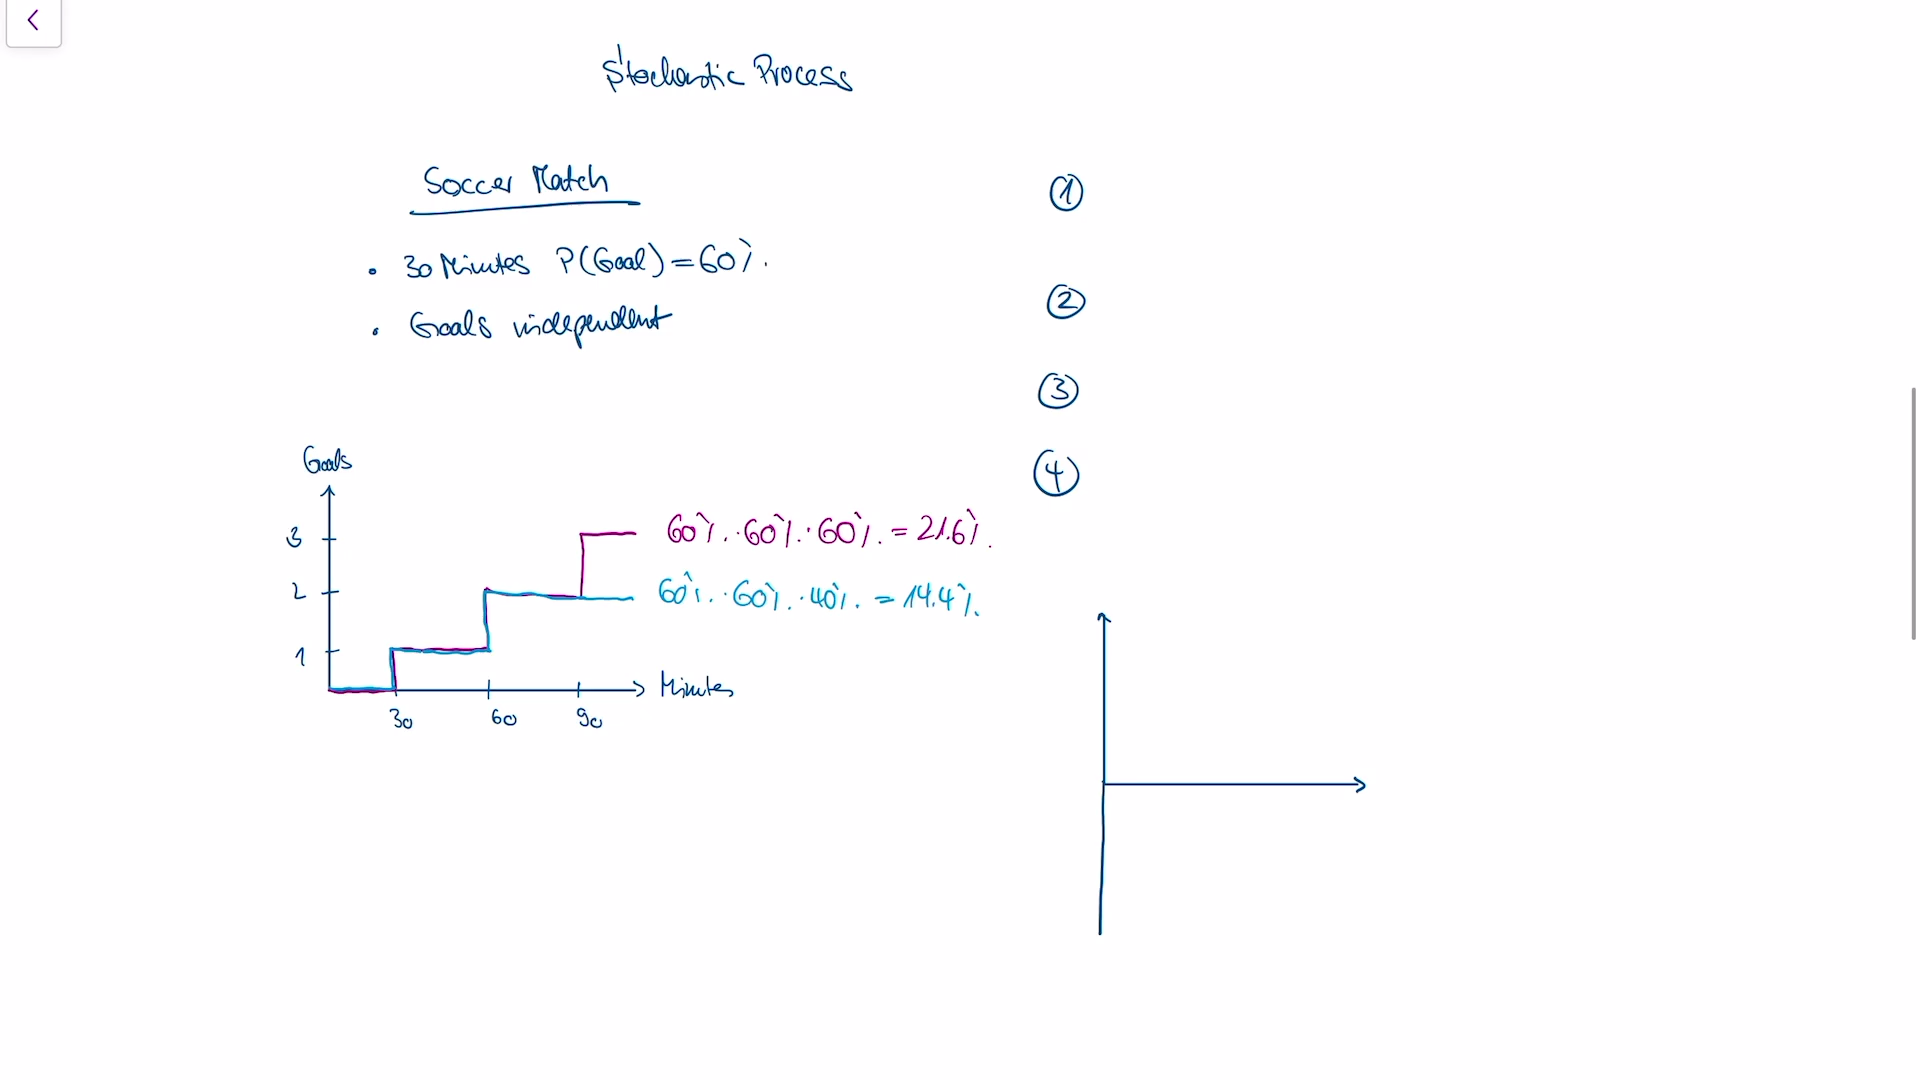 Stochastic Process
Soccer Match
• 30 Minutes P(Goal) = 60%.
• Goals independent
Goals
3
2
1
30
60
90
Minutes
60%. · 60%. · 60%. = 21.6%.
60%. · 60%. · 40%. = 14.4%.
①
②
③
④